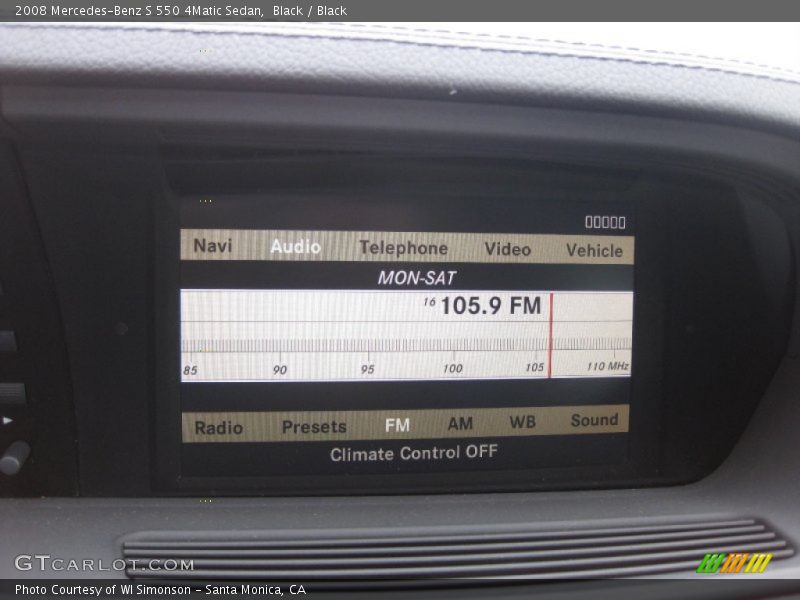 2008 Mercedes-Benz S 550 4Matic Sedan,  Black / Black
Navi Audio Telephone Video Vehicle
MON-SAT
16 105.9 FM
85 90 95 100 105 110 MHz
Radio Presets FM AM WB Sound
Climate Control OFF
GTCARLOT.COM
Photo Courtesy of WI Simonson - Santa Monica, CA